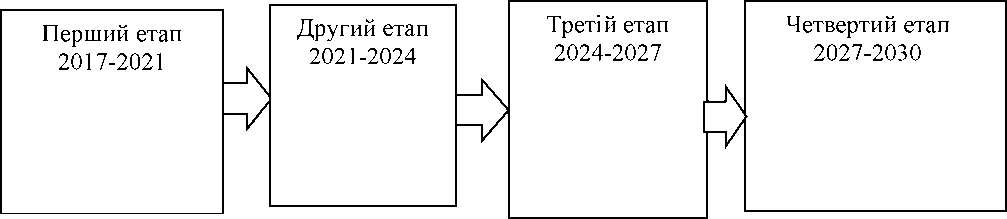 Перший етап
2017-2021
Другий етап
2021-2024
Третій етап
2024-2027
Четвертий етап
2027-2030